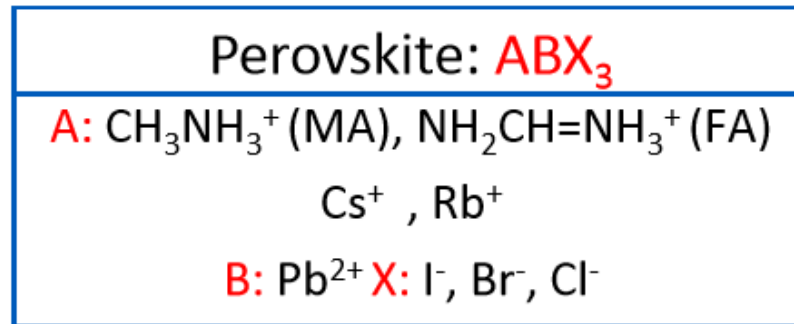 Perovskite: ABX₃
A: CH₃NH₃⁺ (MA), NH₂CH=NH₃⁺ (FA)
Cs⁺ , Rb⁺
B: Pb²⁺ X: I⁻, Br⁻, Cl⁻